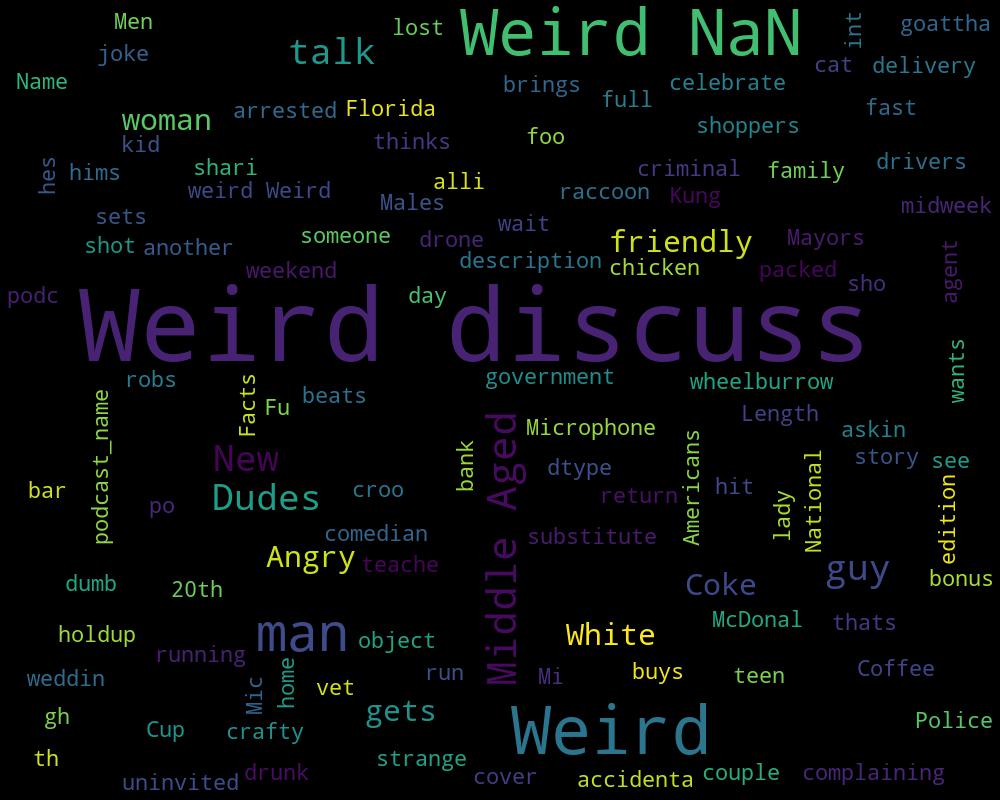 Men
lost
Weird NaN
int
goattha
joke
talk
cat
delivery
Name
brings
celebrate
full
fast
arrested
Florida
woman
shoppers
foo
kid
thinks
hes
hims
shari
criminal
family
drivers
alli
weird Weird
raccoon
Kung
Males
midweek
sets
wait
someone
drone
friendly
Mayors
shot
another
description
chicken
packed
agent
weekend
sho
podc
day
Weird discuss
robs
government
wheelburrow
wants
Facts
Fu
beats
podcast_name
Length
Microphone
askin
New
bank
Middle Aged
dtype
Americans
story
see
bar
Dudes
croo
return
hit
lady
National
edition
po
comedian
substitute
Angry
teache
guy
dumb
20th
Coke
bonus
holdup
man
object
White
McDonal
thats
running
weddin
Mic
home
vet
run
Mi
buys
teen
Coffee
gh
gets
Weird
Police
Cup
crafty
th
strange
uninvited
drunk
cover
accidenta
couple
complaining